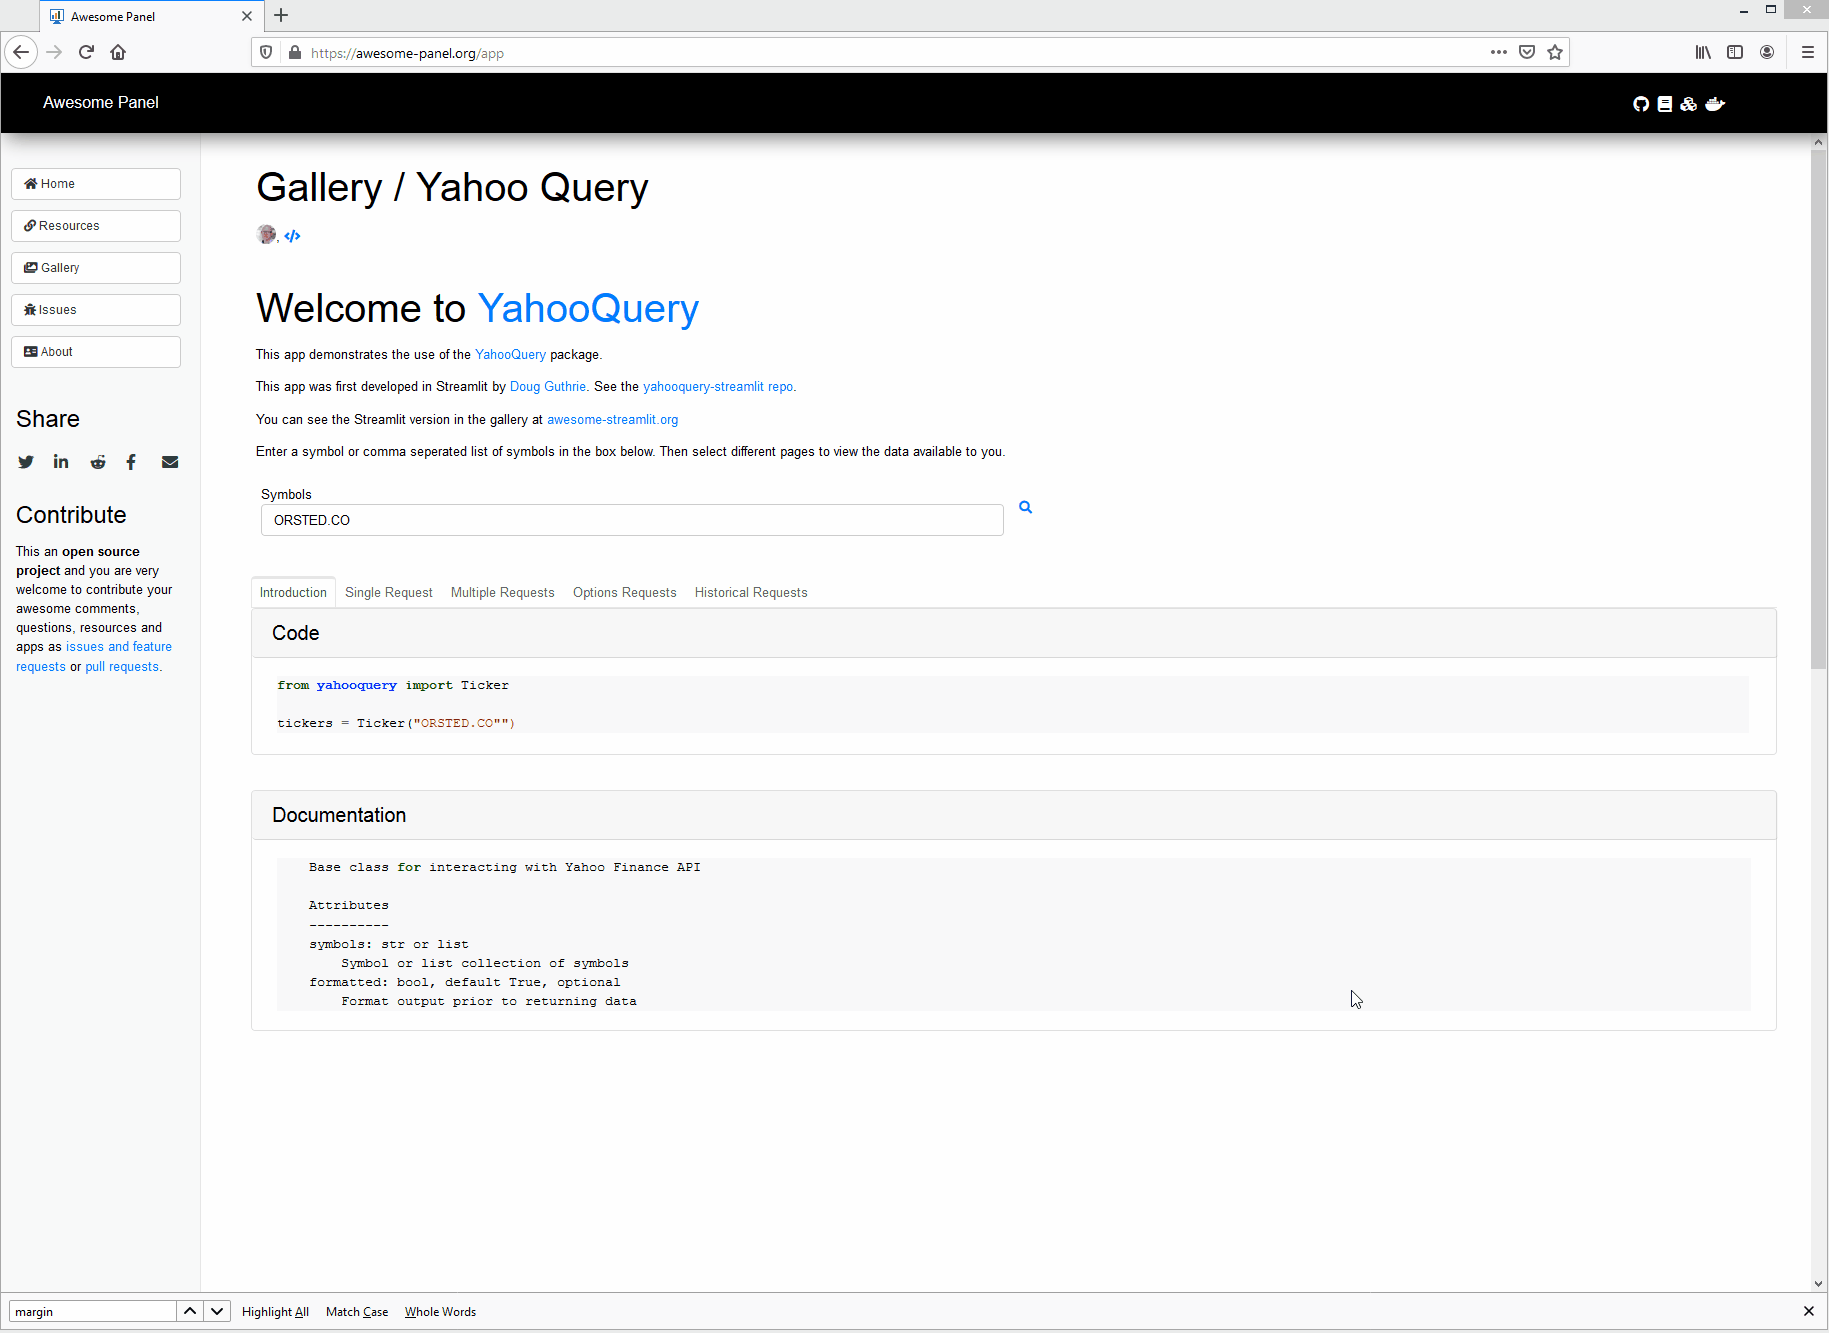 Awesome Panel
https://awesome-panel.org/app
Awesome Panel
Home
Resources
Gallery
Issues
About
Share
Contribute
This an open source
project and you are very
welcome to contribute your
awesome comments,
questions, resources and
apps as issues and feature
requests or pull requests.
Gallery / Yahoo Query
, </>
Welcome to YahooQuery
This app demonstrates the use of the YahooQuery package.
This app was first developed in Streamlit by Doug Guthrie. See the yahooquery-streamlit repo.
You can see the Streamlit version in the gallery at awesome-streamlit.org
Enter a symbol or comma seperated list of symbols in the box below. Then select different pages to view the data available to you.
Symbols
ORSTED.CO
Introduction Single Request Multiple Requests Options Requests Historical Requests
Code
from yahooquery import Ticker
tickers = Ticker("ORSTED.CO"")
Documentation
Base class for interacting with Yahoo Finance API
Attributes
----------
symbols: str or list
Symbol or list collection of symbols
formatted: bool, default True, optional
Format output prior to returning data
margin Highlight All Match Case Whole Words